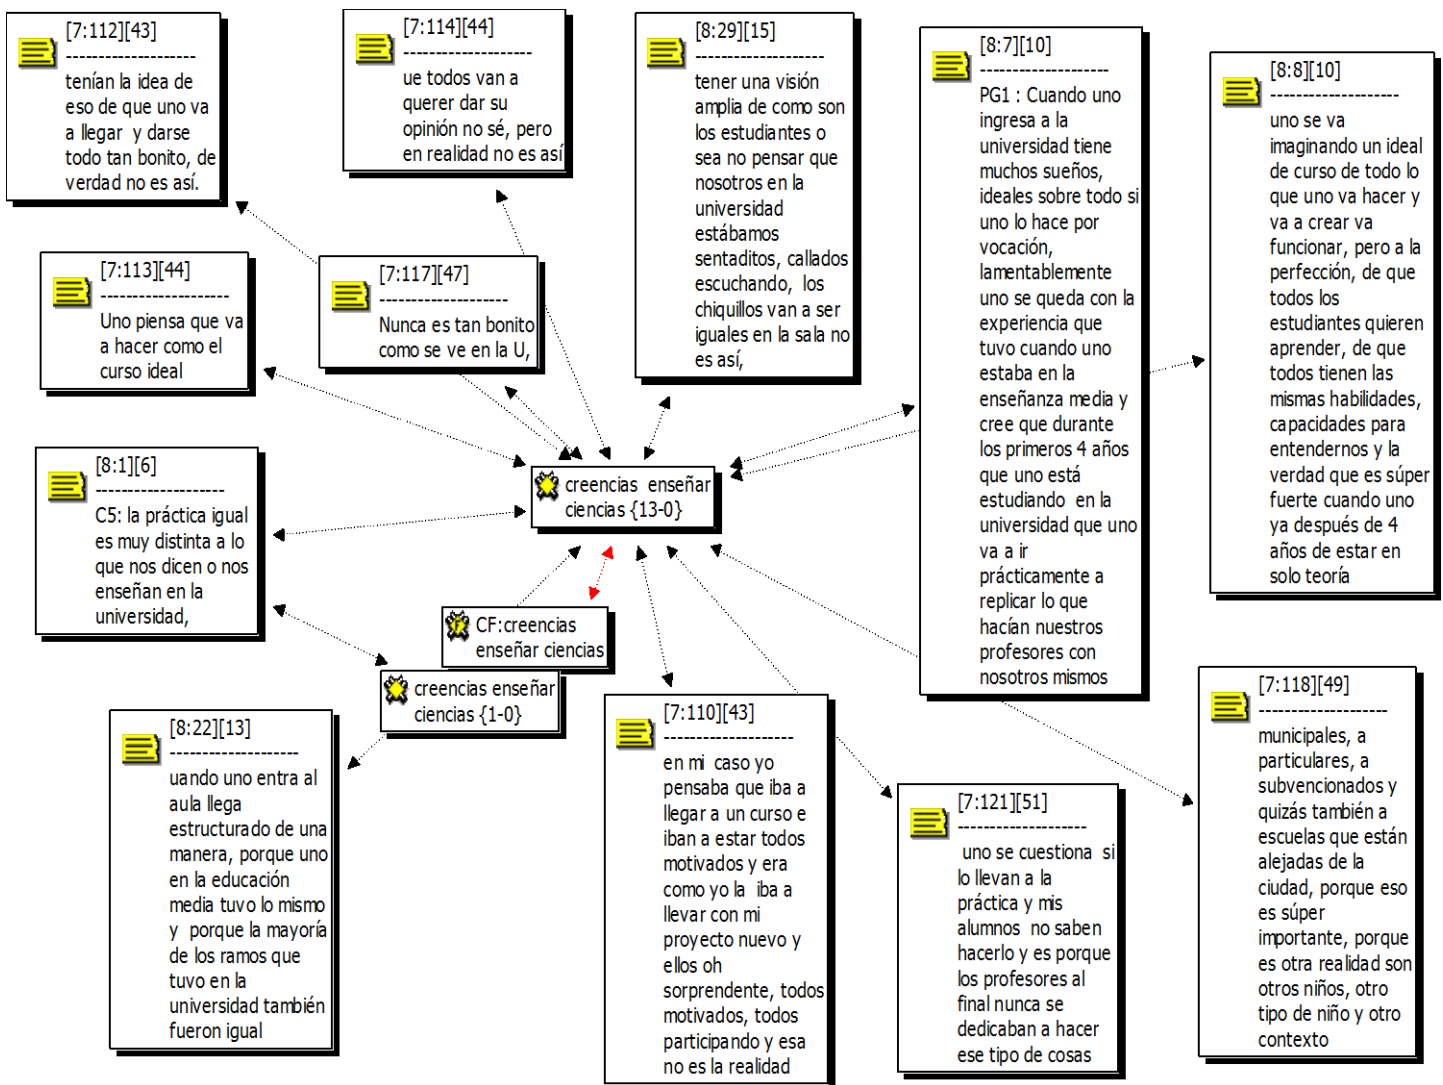 [7:112][43]
--------------------
tenían la idea de
eso de que uno va
a llegar y darse
todo tan bonito, de
verdad no es así.
[7:114][44]
--------------------
ue todos van a
querer dar su
opinión no sé, pero
en realidad no es así
[8:29][15]
--------------------
tener una visión
amplia de como son
los estudiantes o
sea no pensar que
nosotros en la
universidad
estábamos
sentaditos, callados
escuchando, los
chiquillos van a ser
iguales en la sala no
es así,
[8:7][10]
--------------------
PG1 : Cuando uno
ingresa a la
universidad tiene
muchos sueños,
ideales sobre todo si
uno lo hace por
vocación,
lamentablemente
uno se queda con la
experiencia que
tuvo cuando uno
estaba en la
enseñanza media y
cree que durante
los primeros 4 años
que uno está
estudiando en la
universidad que uno
va a ir
prácticamente a
replicar lo que
hacían nuestros
profesores con
nosotros mismos
[8:8][10]
--------------------
uno se va
imaginando un ideal
de curso de todo lo
que uno va hacer y
va a crear va
funcionar, pero a la
perfección, de que
todos los
estudiantes quieren
aprender, de que
todos tienen las
mismas habilidades,
capacidades para
entendernos y la
verdad que es súper
fuerte cuando uno
ya después de 4
años de estar en
solo teoría
[7:113][44]
--------------------
Uno piensa que va
a hacer como el
curso ideal
[7:117][47]
--------------------
Nunca es tan bonito
como se ve en la U,
[8:1][6]
--------------------
C5: la práctica igual
es muy distinta a lo
que nos dicen o nos
enseñan en la
universidad,
creencias enseñar
ciencias {13-0}
CF:creencias
enseñar ciencias
creencias enseñar
ciencias {1-0}
[8:22][13]
--------------------
uando uno entra al
aula llega
estructurado de una
manera, porque uno
en la educación
media tuvo lo mismo
y porque la mayoría
de los ramos que
tuvo en la
universidad también
fueron igual
[7:110][43]
--------------------
en mi caso yo
pensaba que iba a
llegar a un curso e
iban a estar todos
motivados y era
como yo la iba a
llevar con mi
proyecto nuevo y
ellos oh
sorprendente, todos
motivados, todos
participando y esa
no es la realidad
[7:121][51]
--------------------
uno se cuestiona si
lo llevan a la
práctica y mis
alumnos no saben
hacerlo y es porque
los profesores al
final nunca se
dedicaban a hacer
ese tipo de cosas
[7:118][49]
--------------------
municipales, a
particulares, a
subvencionados y
quizás también a
escuelas que están
alejadas de la
ciudad, porque eso
es súper
importante, porque
es otra realidad son
otros niños, otro
tipo de niño y otro
contexto